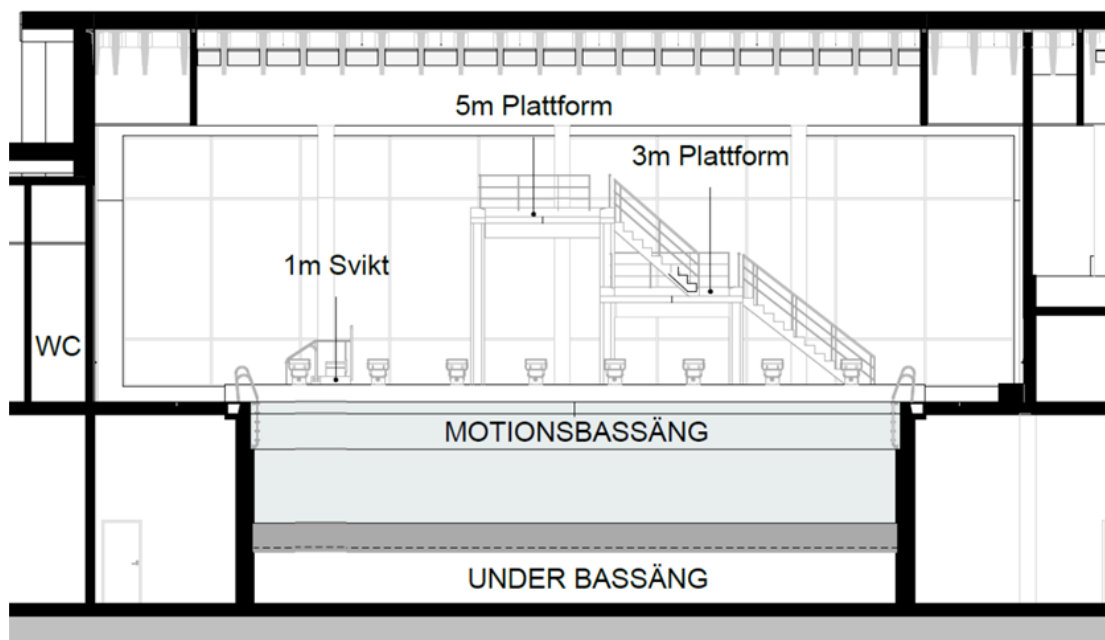 5m Plattform
3m Plattform
1m Svikt
WC
MOTIONSBASSÄNG
UNDER BASSÄNG